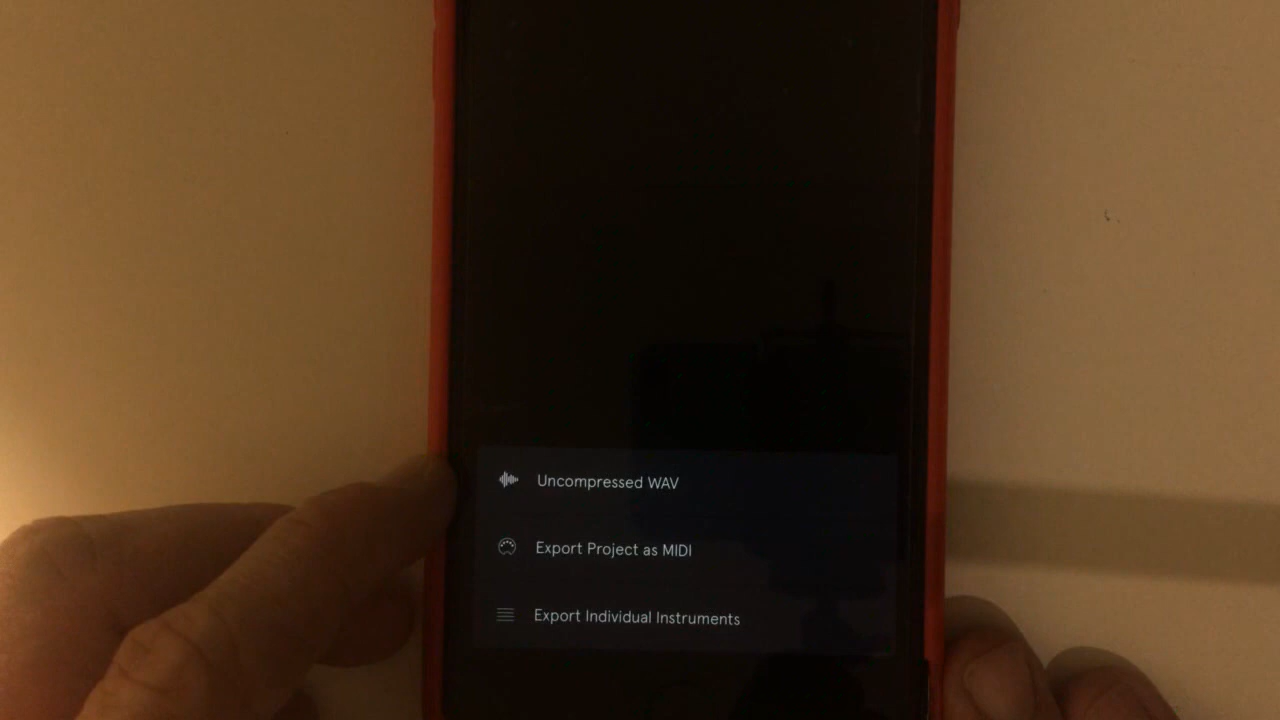 Uncompressed WAV
Export Project as MIDI
Export Individual Instruments